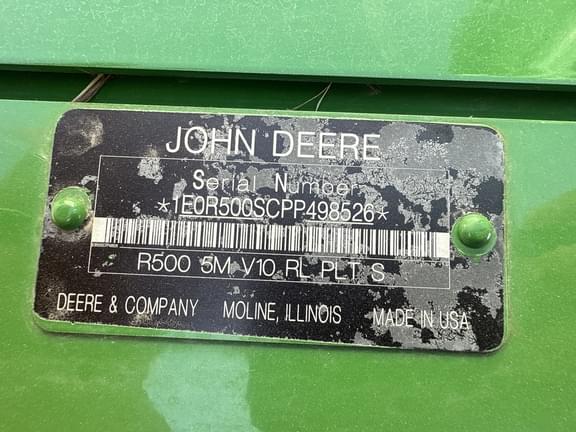 JOHN DEERE
Serial Number
*1E0R500SCPP498526*
R500 5M V10 RL PLT S
DEERE & COMPANY MOLINE, ILLINOIS MADE IN USA